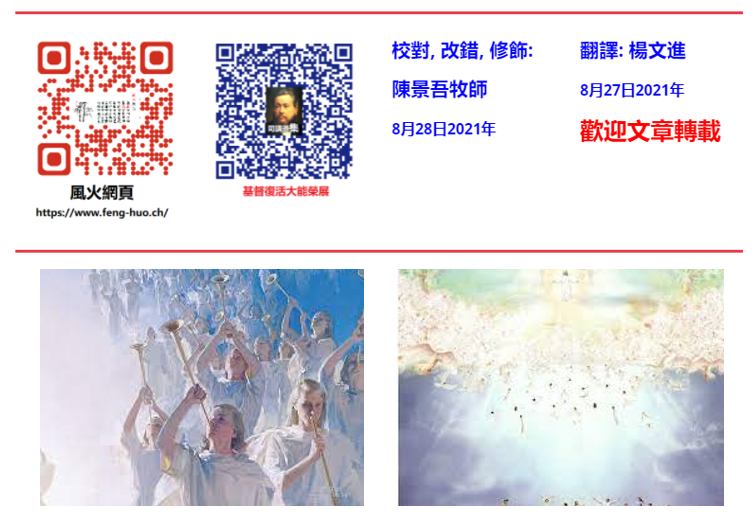 風火網頁
https://www.feng-huo.ch/
基督復活大能榮展
校對, 改錯, 修飾:
陳景吾牧師
8月28日2021年
翻譯: 楊文進
8月27日2021年
歡迎文章轉載